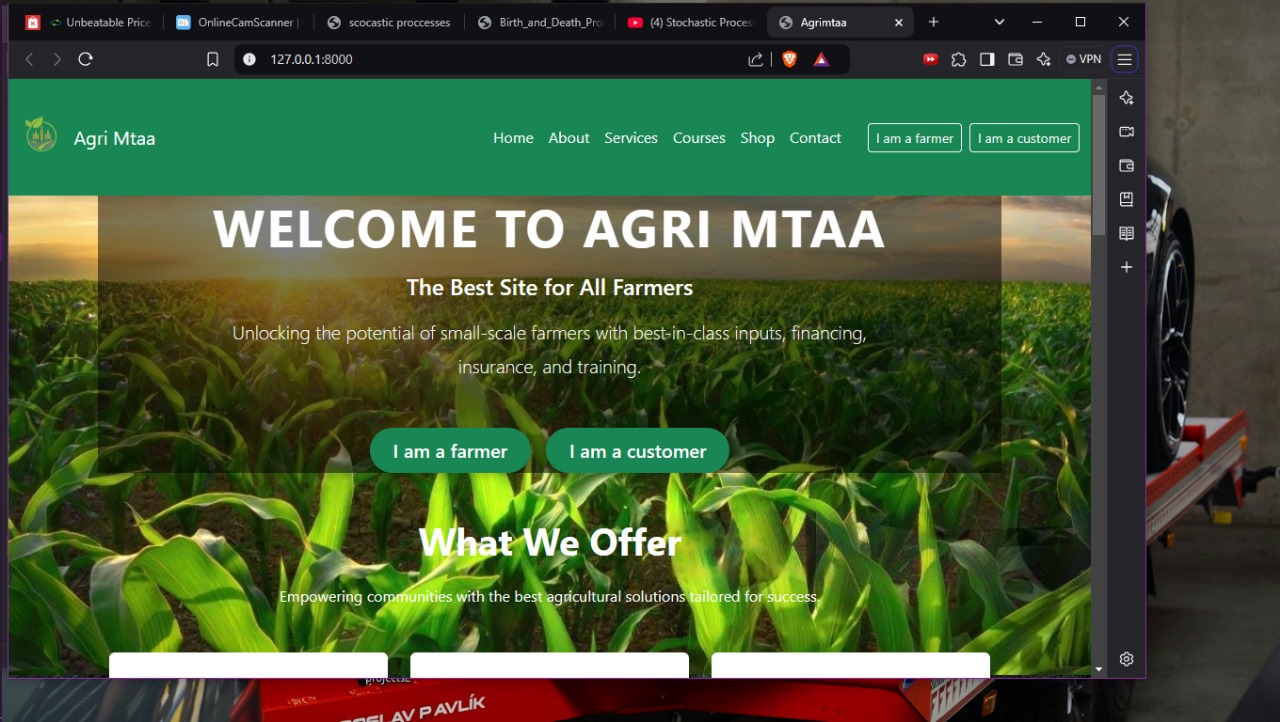 Unbeatable Price
OnlineCamScanner |
scocastic proccesses
Birth_and_Death_Pro
(4) Stochastic Process
Agrimtaa
127.0.0.1:8000
VPN
Agri Mtaa
Home
About
Services
Courses
Shop
Contact
I am a farmer
I am a customer
WELCOME TO AGRI MTAA
The Best Site for All Farmers
Unlocking the potential of small-scale farmers with best-in-class inputs, financing,
insurance, and training.
I am a farmer
I am a customer
What We Offer
Empowering communities with the best agricultural solutions tailored for success.
PAVLÍK